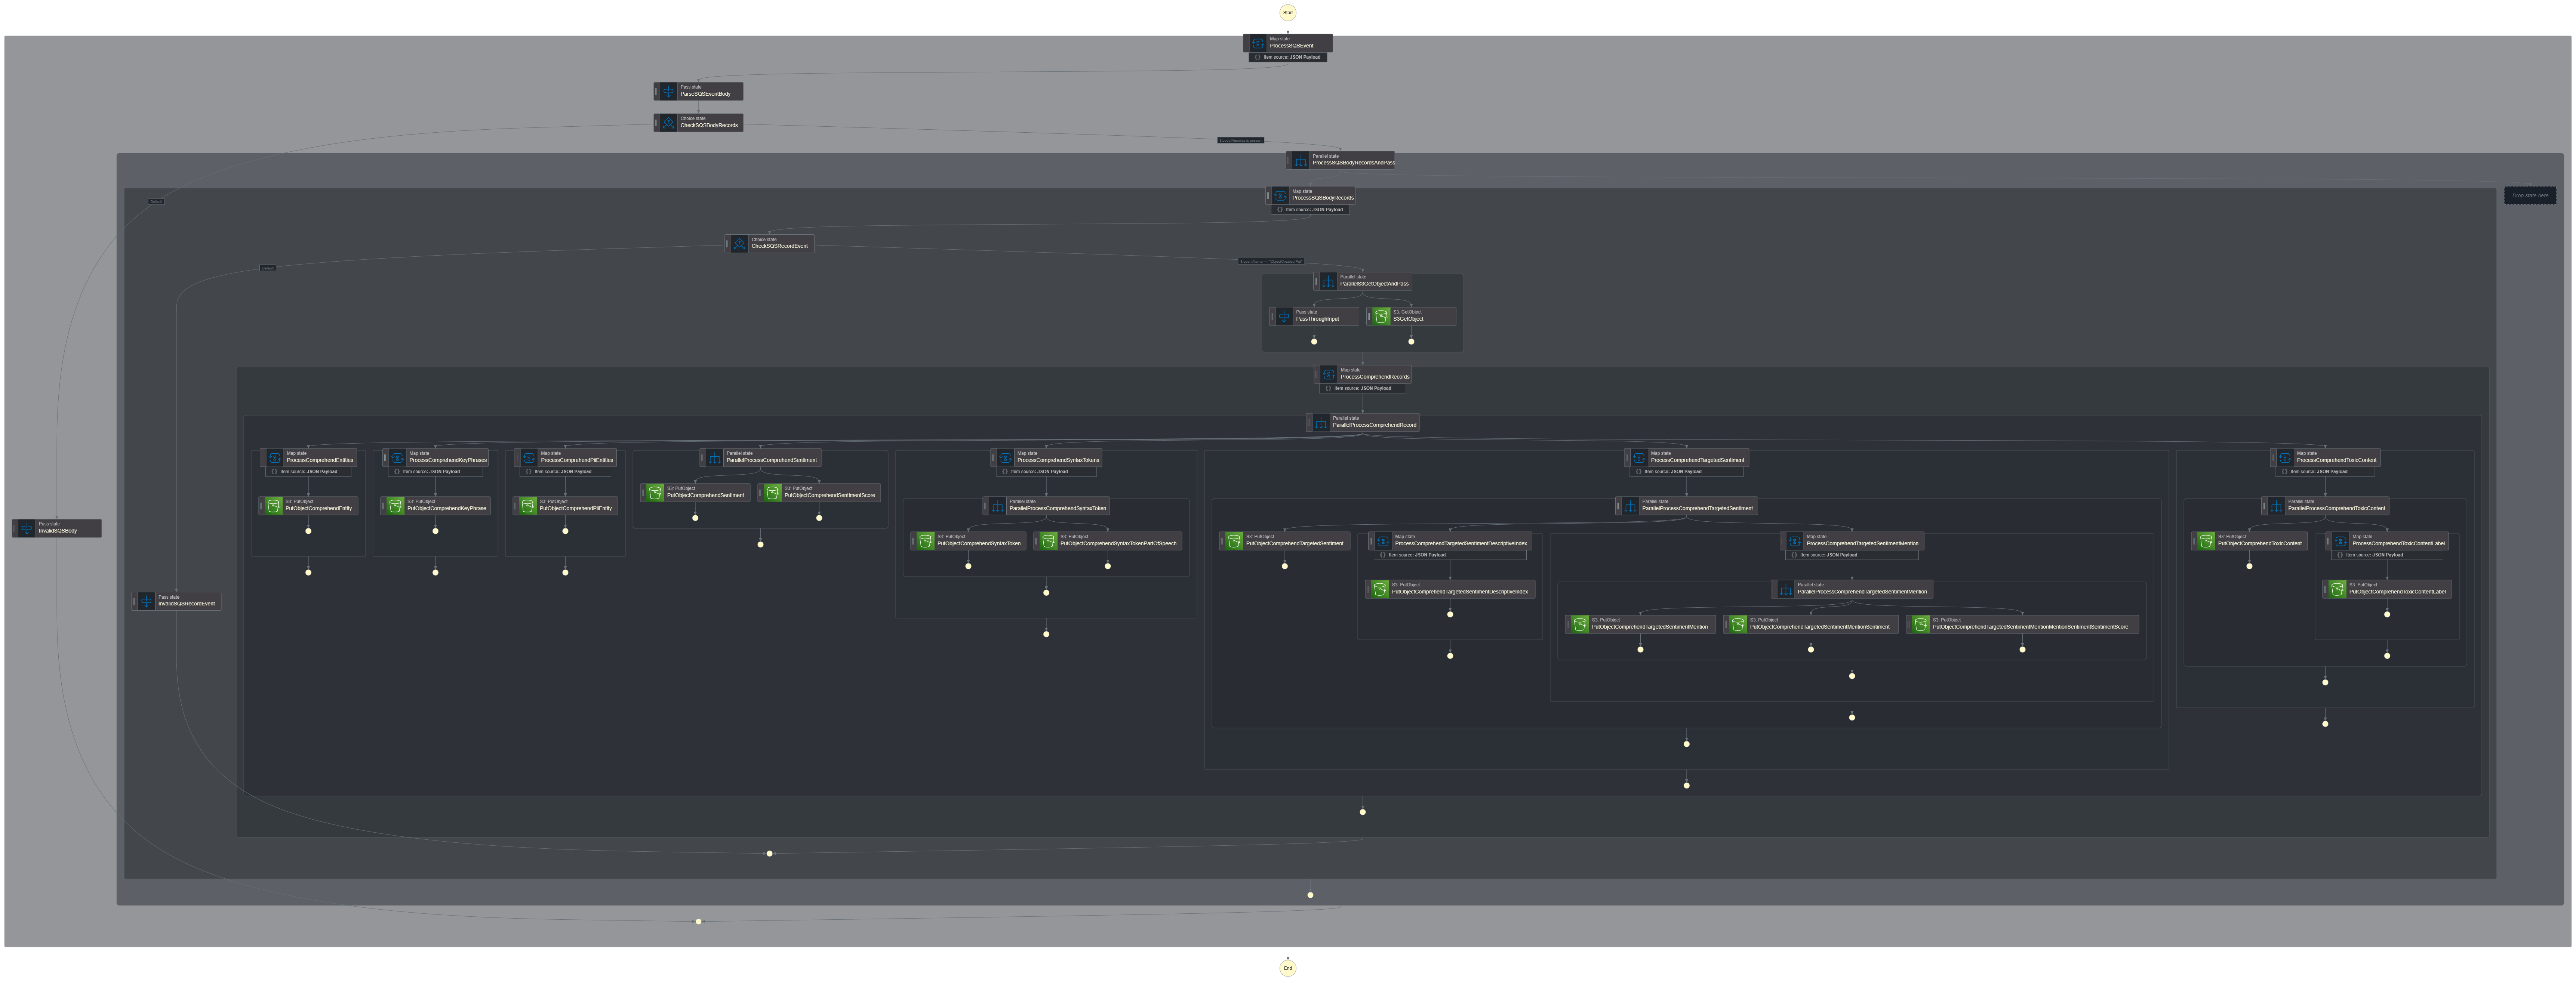 Start
Map state
ProcessSQSEvent
{} Item source: JSON Payload
Pass state
ParseSQSEventBody
Choice state
CheckSQSBodyRecords
Parallel state
ProcessSQSBodyRecordsAndPass
Default
Map state
ProcessSQSBodyRecords
{} Item source: JSON Payload
Drop state here
Choice state
CheckSQSRecordEvent
Default
Parallel state
ParallelS3GetObjectAndPass
Pass state
PassThroughInput
S3: GetObject
S3GetObject
Map state
ProcessComprehendRecords
{} Item source: JSON Payload
Parallel state
ParallelProcessComprehendRecord
Map state
ProcessComprehendEntities
{} Item source: JSON Payload
S3: PutObject
PutObjectComprehendEntity
Map state
ProcessComprehendKeyPhrases
{} Item source: JSON Payload
S3: PutObject
PutObjectComprehendKeyPhrase
Map state
ProcessComprehendPiiEntities
{} Item source: JSON Payload
S3: PutObject
PutObjectComprehendPiiEntity
Parallel state
ParallelProcessComprehendSentiment
S3: PutObject
PutObjectComprehendSentiment
S3: PutObject
PutObjectComprehendSentimentScore
Map state
ProcessComprehendSyntaxTokens
{} Item source: JSON Payload
Parallel state
ParallelProcessComprehendSyntaxToken
S3: PutObject
PutObjectComprehendSyntaxToken
S3: PutObject
PutObjectComprehendSyntaxTokenPartOfSpeech
Map state
ProcessComprehendTargetedSentiment
{} Item source: JSON Payload
Parallel state
ParallelProcessComprehendTargetedSentiment
S3: PutObject
PutObjectComprehendTargetedSentiment
Map state
ProcessComprehendTargetedSentimentDescriptiveIndex
{} Item source: JSON Payload
S3: PutObject
PutObjectComprehendTargetedSentimentDescriptiveIndex
Map state
ProcessComprehendTargetedSentimentMention
{} Item source: JSON Payload
Parallel state
ParallelProcessComprehendTargetedSentimentMention
S3: PutObject
PutObjectComprehendTargetedSentimentMention
S3: PutObject
PutObjectComprehendTargetedSentimentMentionSentiment
S3: PutObject
PutObjectComprehendTargetedSentimentMentionMentionSentimentSentimentScore
Map state
ProcessComprehendToxicContent
{} Item source: JSON Payload
Parallel state
ParallelProcessComprehendToxicContent
S3: PutObject
PutObjectComprehendToxicContent
Map state
ProcessComprehendToxicContentLabel
{} Item source: JSON Payload
S3: PutObject
PutObjectComprehendToxicContentLabel
Pass state
InvalidSQSBody
Pass state
InvalidSQSRecordEvent
End